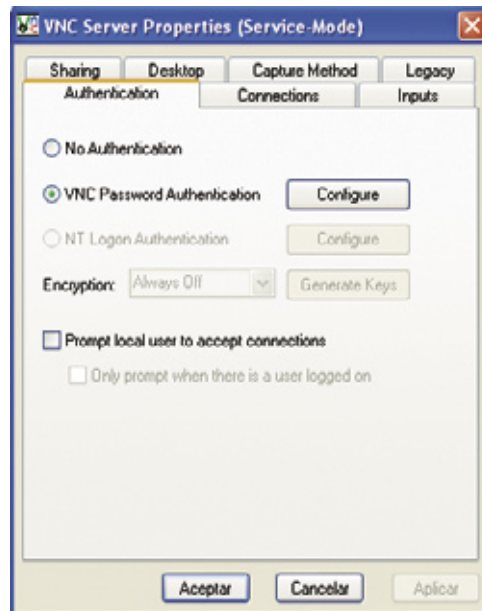 VNC Server Properties (Service-Mode)
Sharing Desktop Capture Method Legacy
Authentication Connections Inputs
No Authentication
VNC Password Authentication Configure
NT Logon Authentication Configure
Encryption: Always Off Generate Keys
Prompt local user to accept connections
Only prompt when there is a user logged on
Aceptar Cancelar Aplicar